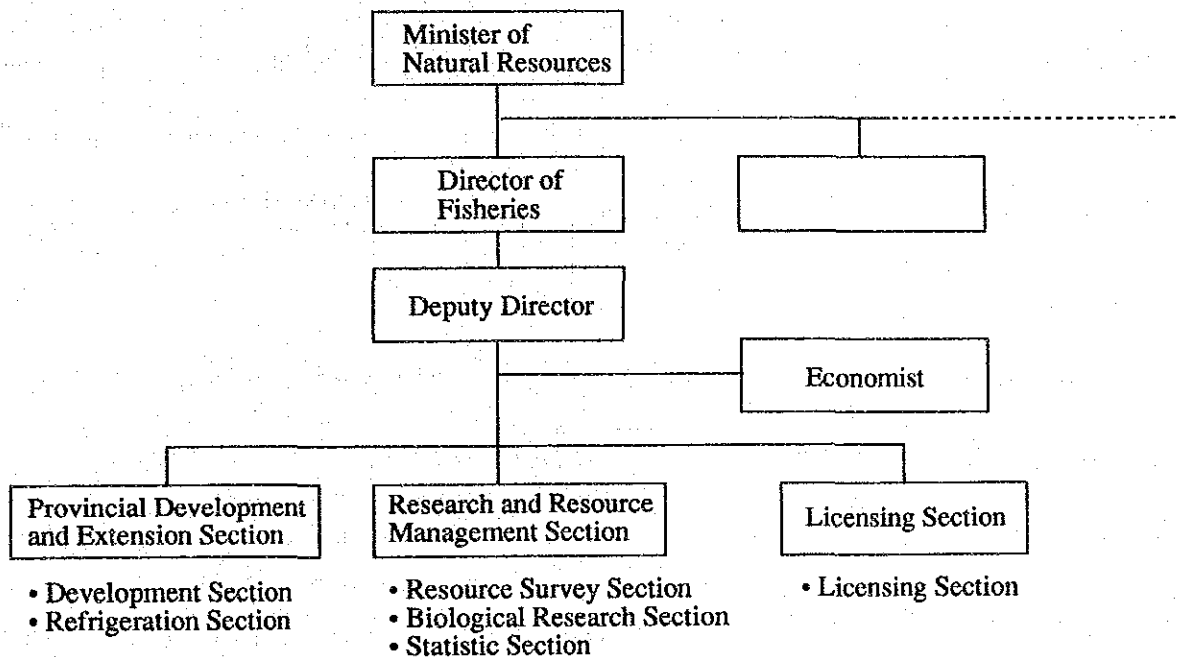 Minister of
Natural Resources
Director of
Fisheries
Deputy Director
Economist
Provincial Development
and Extension Section
• Development Section
• Refrigeration Section
Research and Resource
Management Section
• Resource Survey Section
• Biological Research Section
• Statistic Section
Licensing Section
• Licensing Section